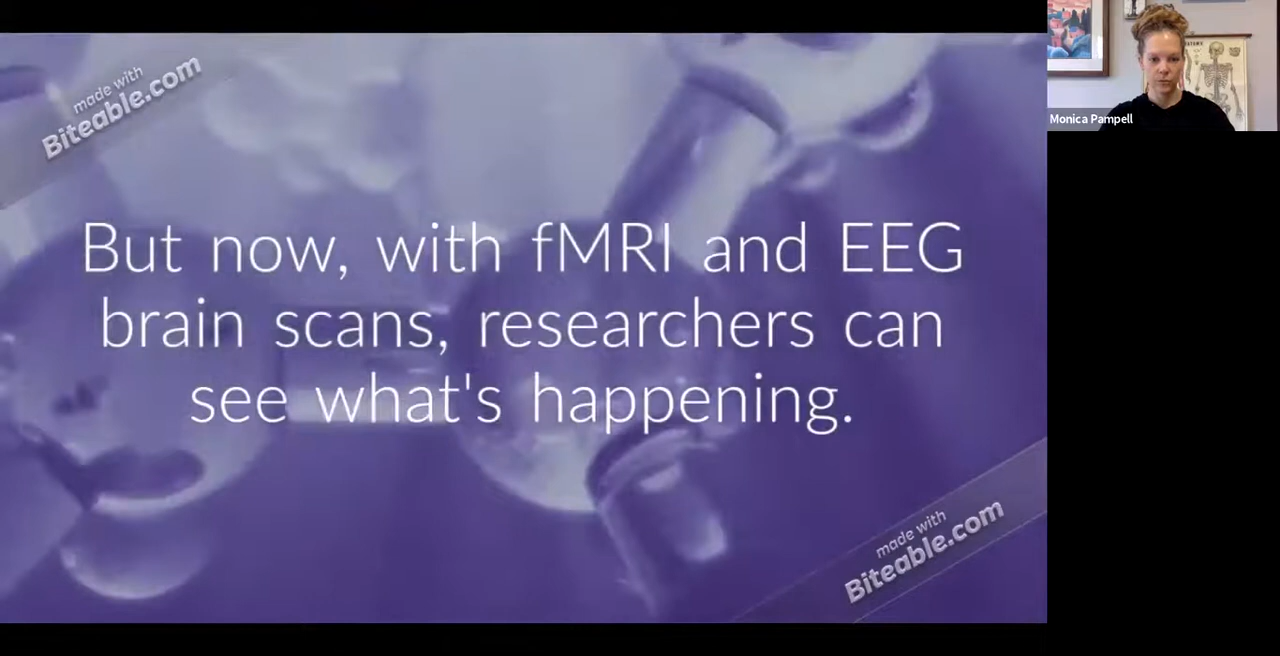 made with
Biteable.com
Monica Pampell
But now, with fMRI and EEG
brain scans, researchers can
see what's happening.
made with
Biteable.com